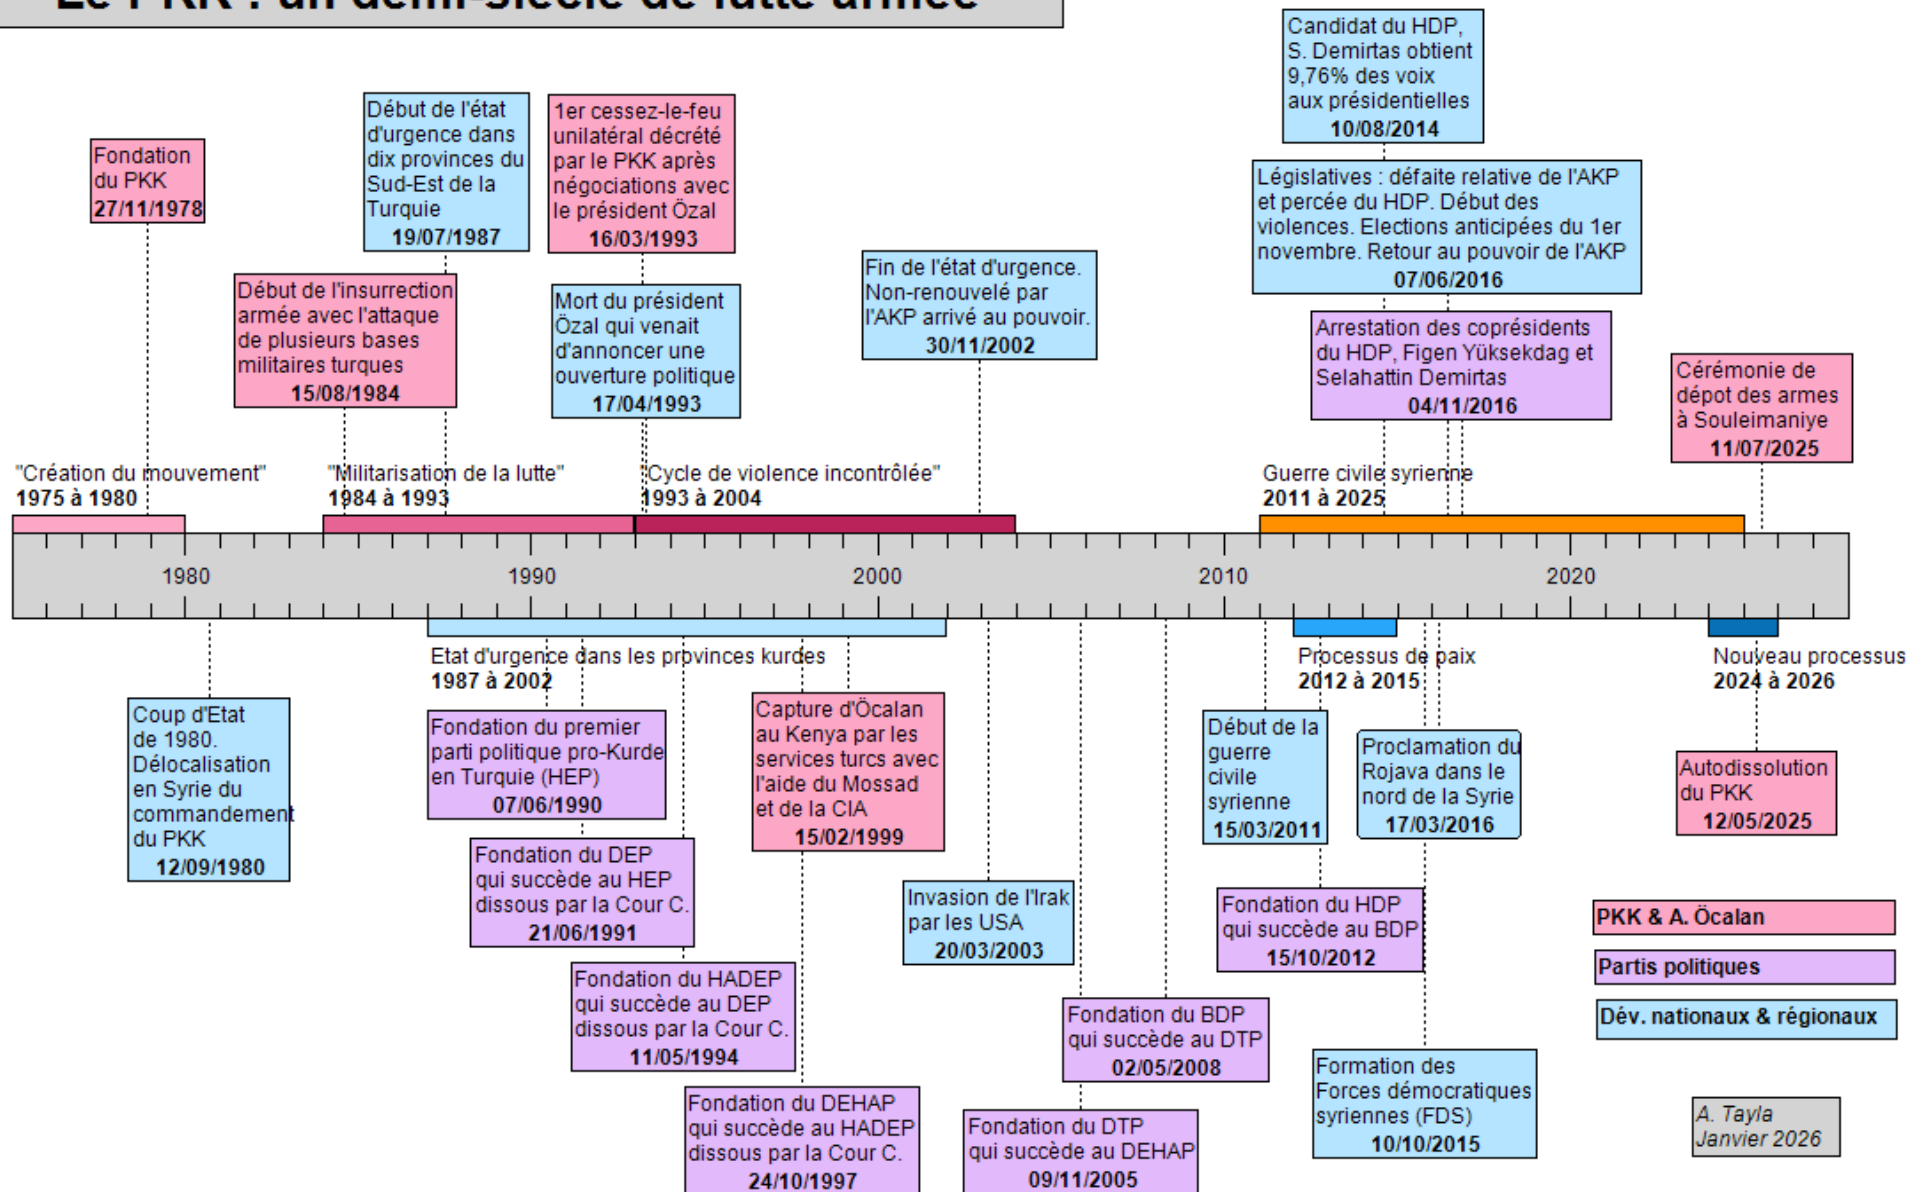 Le PKK : un demi-siècle de lutte armée
Candidat du HDP,
S. Demirtas obtient
9,76% des voix
aux présidentielles
10/08/2014
Début de l'état
d'urgence dans
dix provinces du
Sud-Est de la
Turquie
19/07/1987
1er cessez-le-feu
unilatéral décrété
par le PKK après
négociations avec
le président Özal
16/03/1993
Fondation
du PKK
27/11/1978
Législatives : défaite relative de l'AKP
et percée du HDP. Début des
violences. Elections anticipées du 1er
novembre. Retour au pouvoir de l'AKP
07/06/2016
Fin de l'état d'urgence.
Non-renouvelé par
l'AKP arrivé au pouvoir.
30/11/2002
Début de l'insurrection
armée avec l'attaque
de plusieurs bases
militaires turques
15/08/1984
Mort du président
Özal qui venait
d'annoncer une
ouverture politique
17/04/1993
Arrestation des coprésidents
du HDP, Figen Yüksekdag et
Selahattin Demirtas
04/11/2016
Cérémonie de
dépot des armes
à Souleimaniye
11/07/2025
"Création du mouvement"
1975 à 1980
"Militarisation de la lutte"
1984 à 1993
"Cycle de violence incontrôlée"
1993 à 2004
Guerre civile syrienne
2011 à 2025
1980
1990
2000
2010
2020
Etat d'urgence dans les provinces kurdes
1987 à 2002
Processus de paix
2012 à 2015
Nouveau processus
2024 à 2026
Coup d'Etat
de 1980.
Délocalisation
en Syrie du
commandement
du PKK
12/09/1980
Fondation du premier
parti politique pro-Kurde
en Turquie (HEP)
07/06/1990
Capture d'Öcalan
au Kenya par les
services turcs avec
l'aide du Mossad
et de la CIA
15/02/1999
Début de la
guerre
civile
syrienne
15/03/2011
Proclamation du
Rojava dans le
nord de la Syrie
17/03/2016
Autodissolution
du PKK
12/05/2025
Fondation du DEP
qui succède au HEP
dissous par la Cour C.
21/06/1991
Invasion de l'Irak
par les USA
20/03/2003
Fondation du HDP
qui succède au BDP
15/10/2012
Fondation du HADEP
qui succède au DEP
dissous par la Cour C.
11/05/1994
Fondation du BDP
qui succède au DTP
02/05/2008
Formation des
Forces démocratiques
syriennes (FDS)
10/10/2015
Fondation du DEHAP
qui succède au HADEP
dissous par la Cour C.
24/10/1997
Fondation du DTP
qui succède au DEHAP
09/11/2005
PKK & A. Öcalan
Partis politiques
Dév. nationaux & régionaux
A. Tayla
Janvier 2026